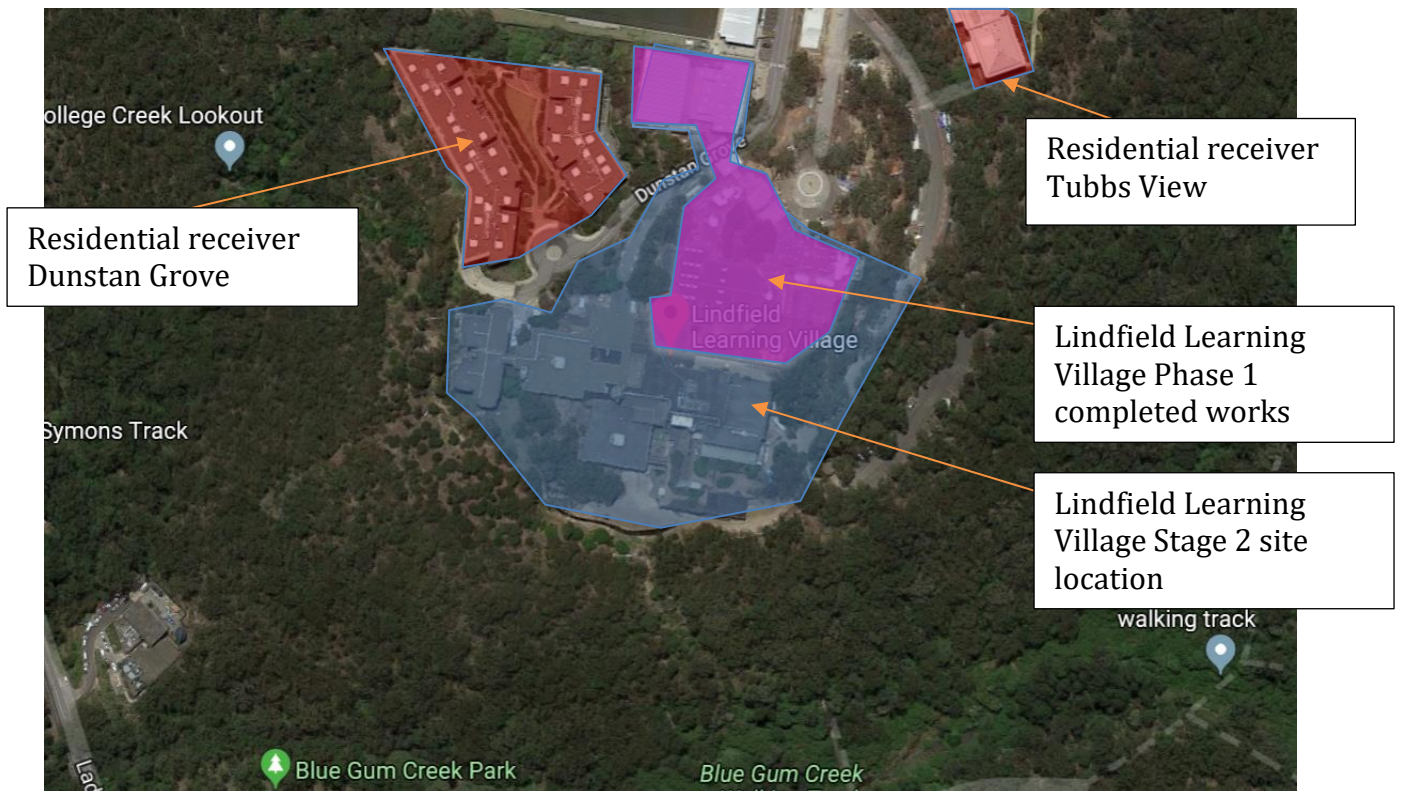 ollege Creek Lookout
Residential receiver
Tubbs View
Dunstan Grove
Residential receiver
Dunstan Grove
Lindfield
Learning Village
Lindfield Learning
Village Phase 1
completed works
Symons Track
Lindfield Learning
Village Stage 2 site
location
walking track
Lad
Blue Gum Creek Park
Blue Gum Creek